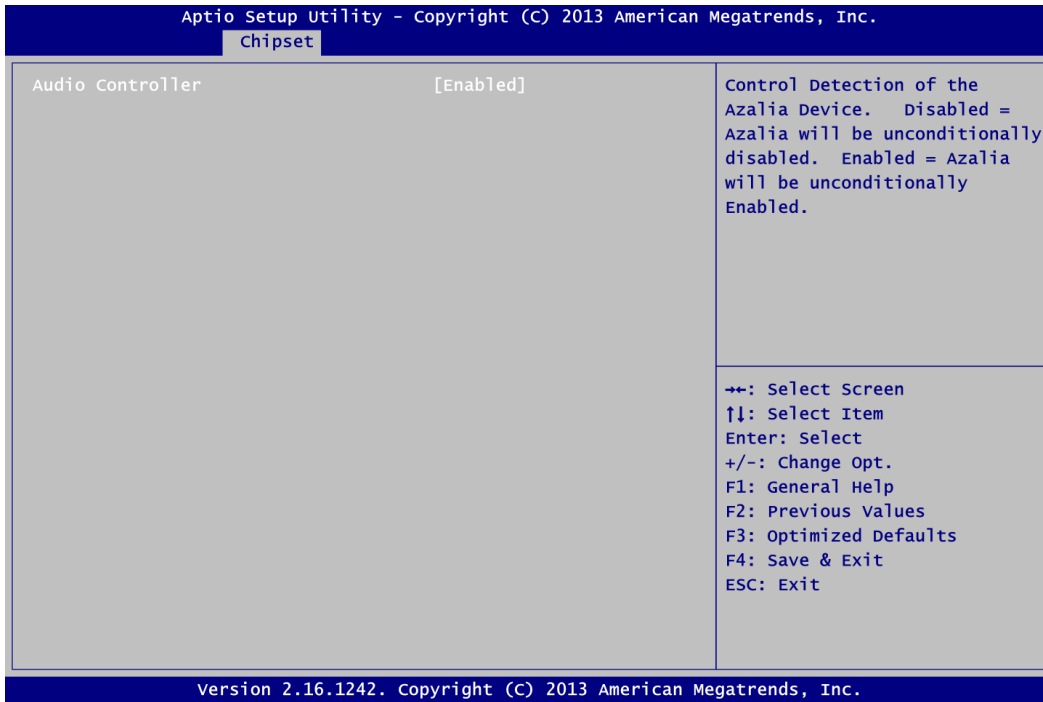 Aptio Setup Utility - Copyright (C) 2013 American Megatrends, Inc.
Chipset
Audio Controller [Enabled]
Control Detection of the
Azalia Device. Disabled =
Azalia will be unconditionally
disabled. Enabled = Azalia
will be unconditionally
Enabled.
→←: Select Screen
↑↓: Select Item
Enter: Select
+/-: Change Opt.
F1: General Help
F2: Previous Values
F3: Optimized Defaults
F4: Save & Exit
ESC: Exit
Version 2.16.1242. Copyright (C) 2013 American Megatrends, Inc.